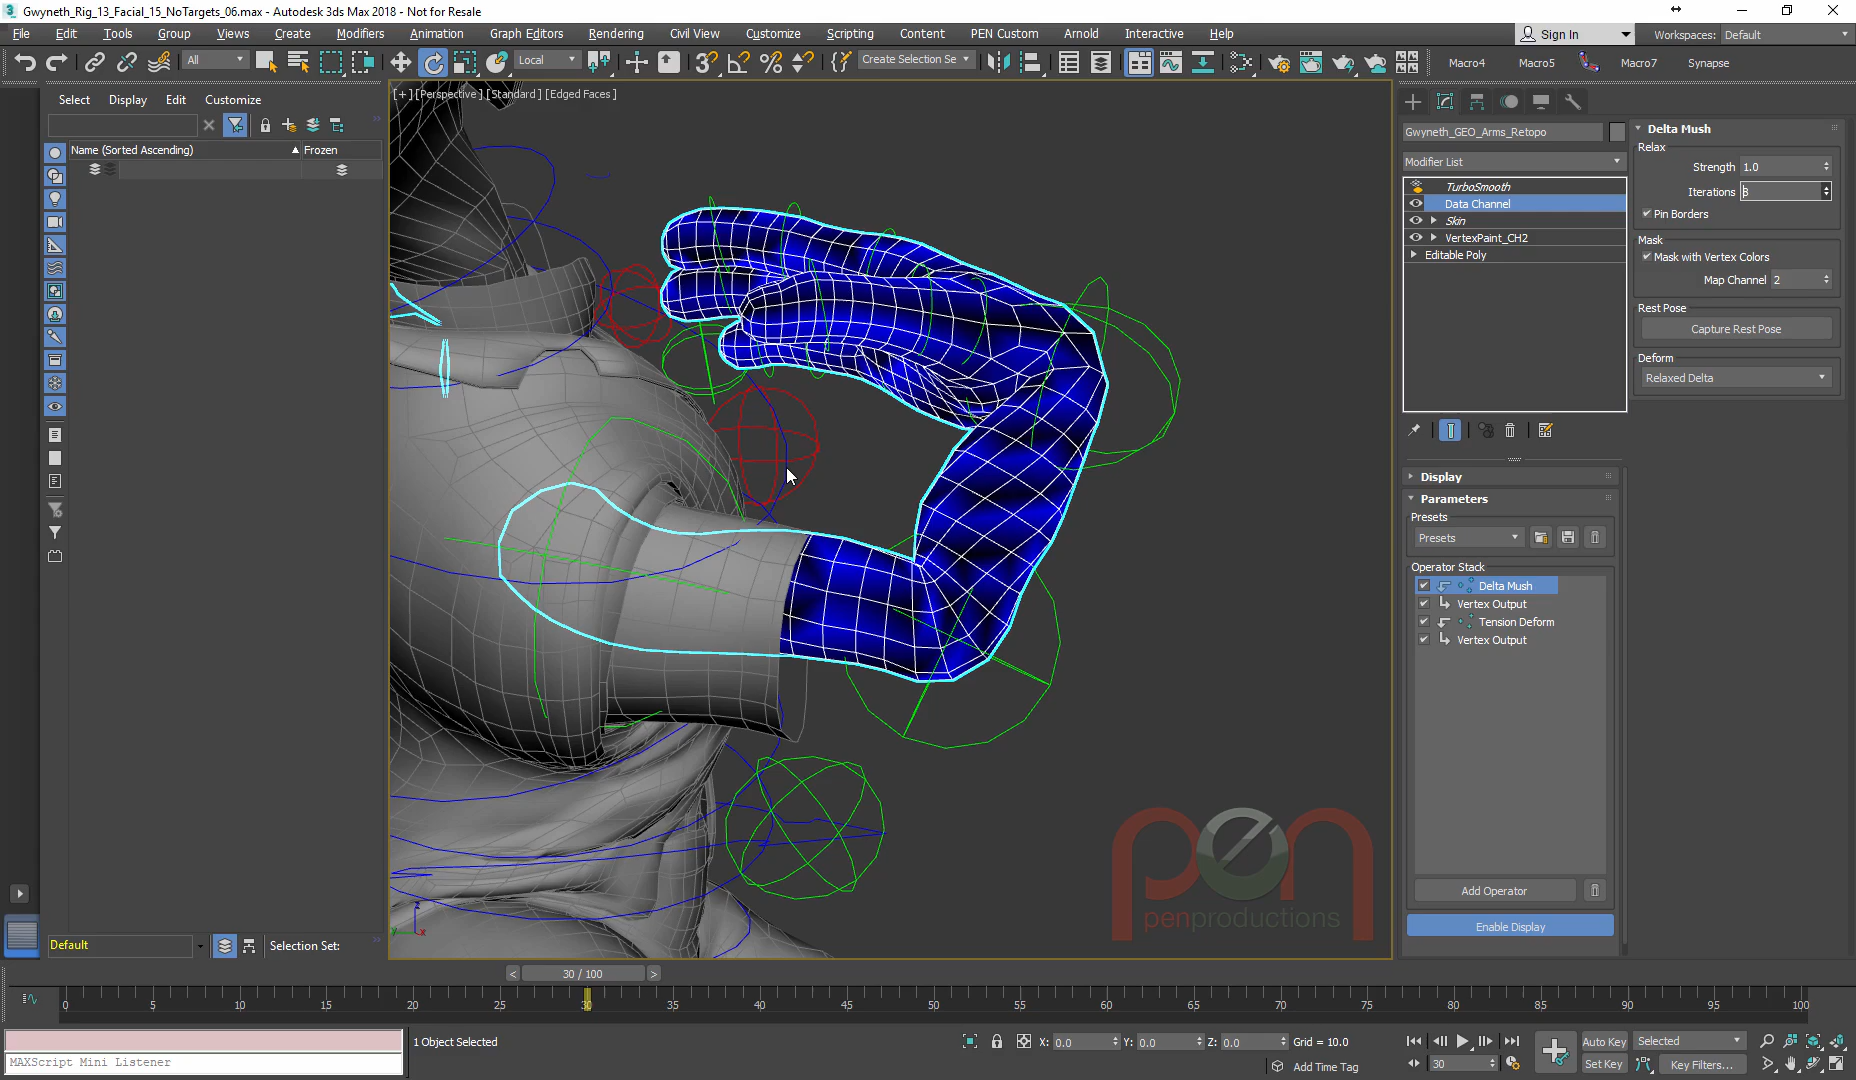 Gwyneth_Rig_13_Facial_15_NoTargets_06.max - Autodesk 3ds Max 2018 - Not for Resale
File Edit Tools Group Views Create Modifiers Animation Graph Editors Rendering Civil View Customize Scripting Content PEN Custom Arnold Interactive Help Sign In Workspaces: Default
All Local Create Selection Se Macro4 Macro5 Macro7 Synapse
Select Display Edit Customize
[+] [Perspective] [Standard] [Edged Faces]
Name (Sorted Ascending) Frozen
Gwyneth_GEO_Arms_Retopo
Modifier List
TurboSmooth
Data Channel
Skin
VertexPaint_CH2
Editable Poly
Delta Mush
Relax
Strength 1.0
Iterations 8
Pin Borders
Mask
Mask with Vertex Colors
Map Channel 2
Rest Pose
Capture Rest Pose
Deform
Relaxed Delta
Display
Parameters
Presets
Presets
Operator Stack
Delta Mush
Vertex Output
Tension Deform
Vertex Output
Add Operator
Enable Display
pen
penproductions
z
y
x
Default Selection Set:
< 30 / 100 >
0 5 10 15 20 25 30 35 40 45 50 55 60 65 70 75 80 85 90 95 100
MAXScript Mini Listener
1 Object Selected
X: 0.0 Y: 0.0 Z: 0.0 Grid = 10.0
Add Time Tag
30
Auto Key Selected
Set Key Key Filters...